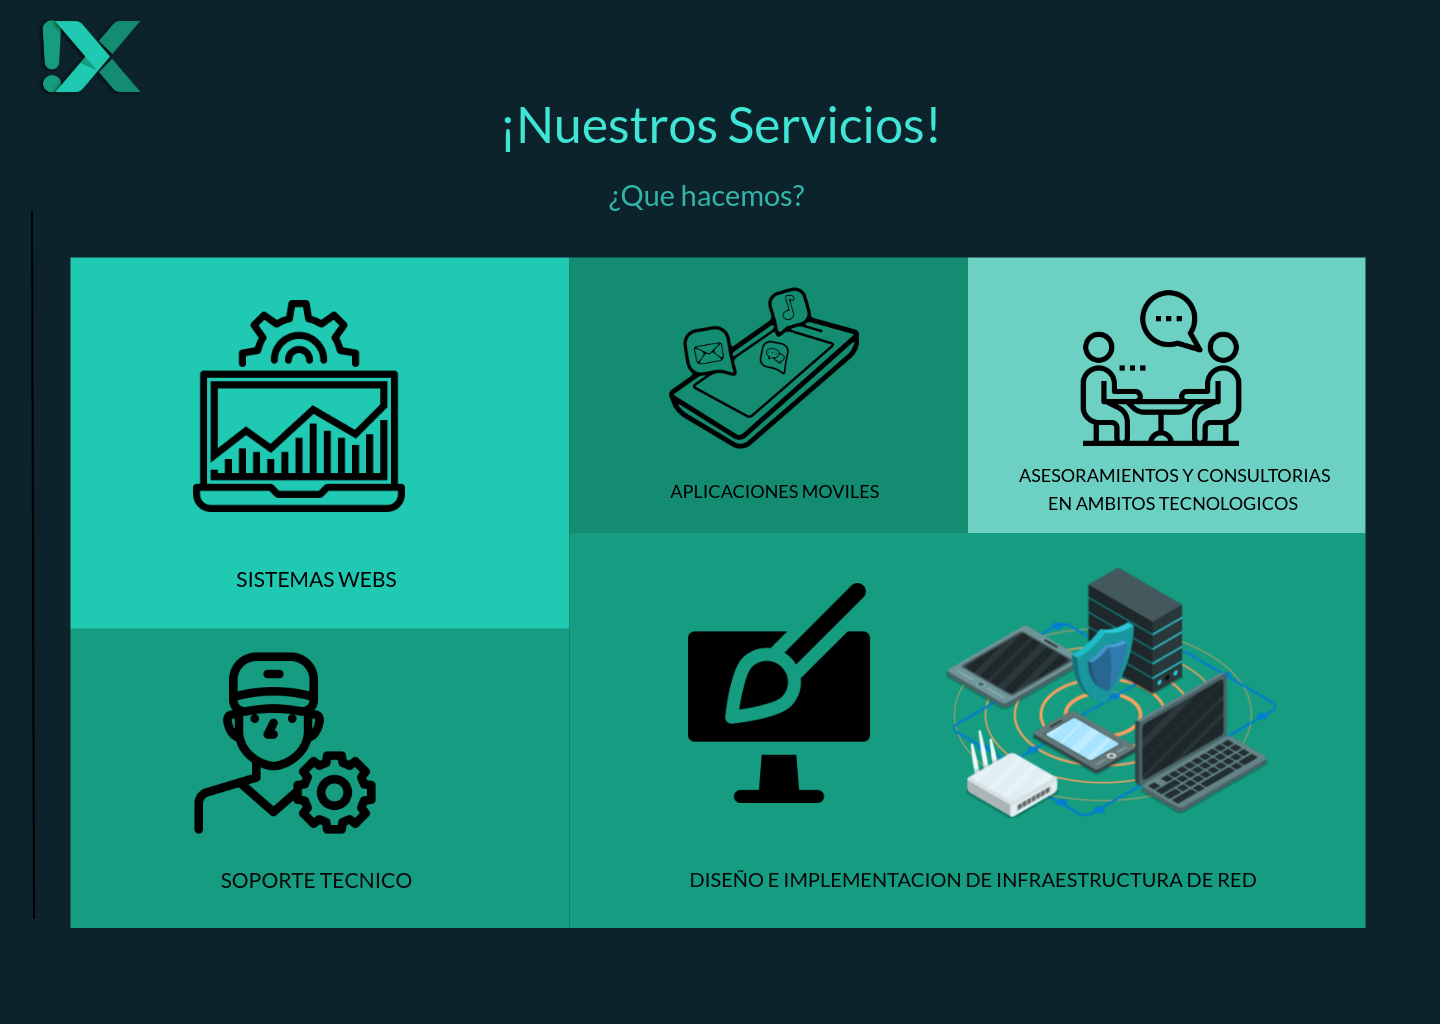 ¡Nuestros Servicios!
¿Que hacemos?
SISTEMAS WEBS
APLICACIONES MOVILES
ASESORAMIENTOS Y CONSULTORIAS
EN AMBITOS TECNOLOGICOS
SOPORTE TECNICO
DISEÑO E IMPLEMENTACION DE INFRAESTRUCTURA DE RED